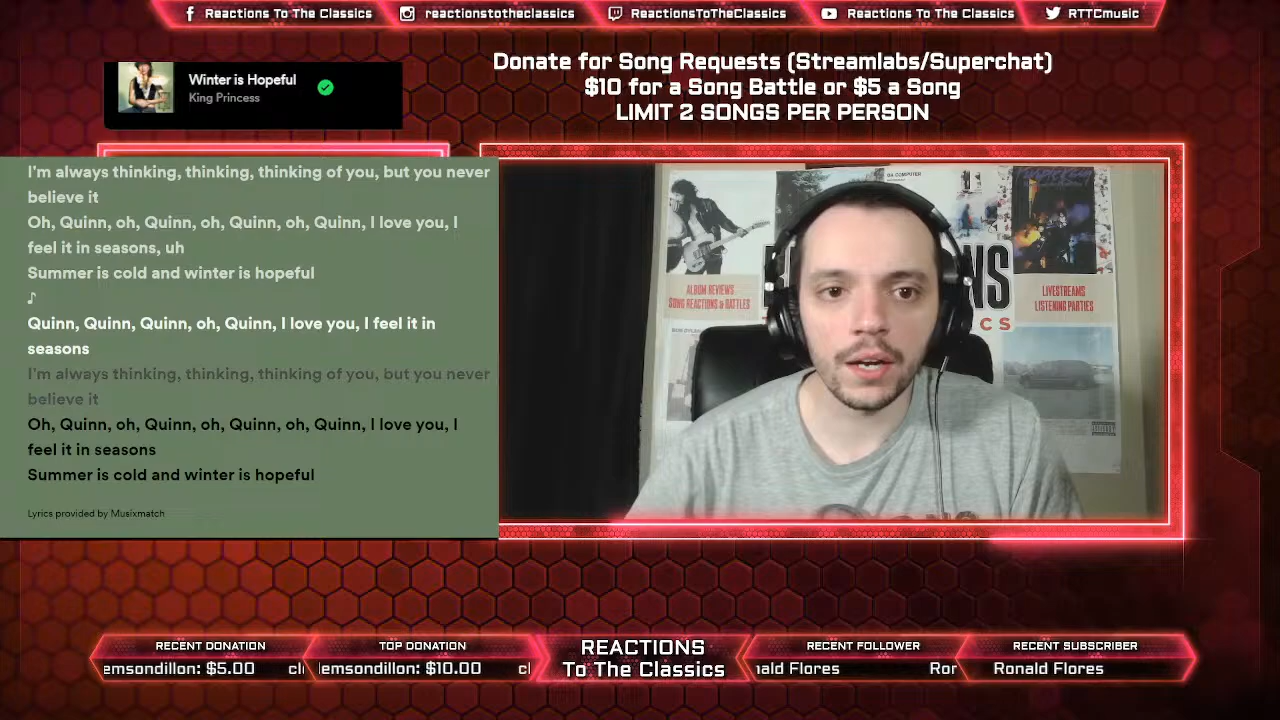 Reactions To The Classics
reactionstotheclassics
ReactionsToTheClassics
Reactions To The Classics
RTTCmusic
Winter is Hopeful
King Princess
Donate for Song Requests (Streamlabs/Superchat)
$10 for a Song Battle or $5 a Song
LIMIT 2 SONGS PER PERSON
I'm always thinking, thinking, thinking of you, but you never
believe it
Oh, Quinn, oh, Quinn, oh, Quinn, oh, Quinn, I love you, I
feel it in seasons, uh
Summer is cold and winter is hopeful
♪
Quinn, Quinn, Quinn, oh, Quinn, I love you, I feel it in
seasons
I'm always thinking, thinking, thinking of you, but you never
believe it
Oh, Quinn, oh, Quinn, oh, Quinn, oh, Quinn, I love you, I
feel it in seasons
Summer is cold and winter is hopeful
Lyrics provided by Musixmatch
OK COMPUTER
ALBUM REVIEWS
SONG REACTIONS & BATTLES
NS
CS
LIVESTREAMS
LISTENING PARTIES
RECENT DONATION
emsondillon: $5.00 cl
TOP DONATION
lemsondillon: $10.00 cl
REACTIONS
To The Classics
RECENT FOLLOWER
nald Flores Ror
RECENT SUBSCRIBER
Ronald Flores